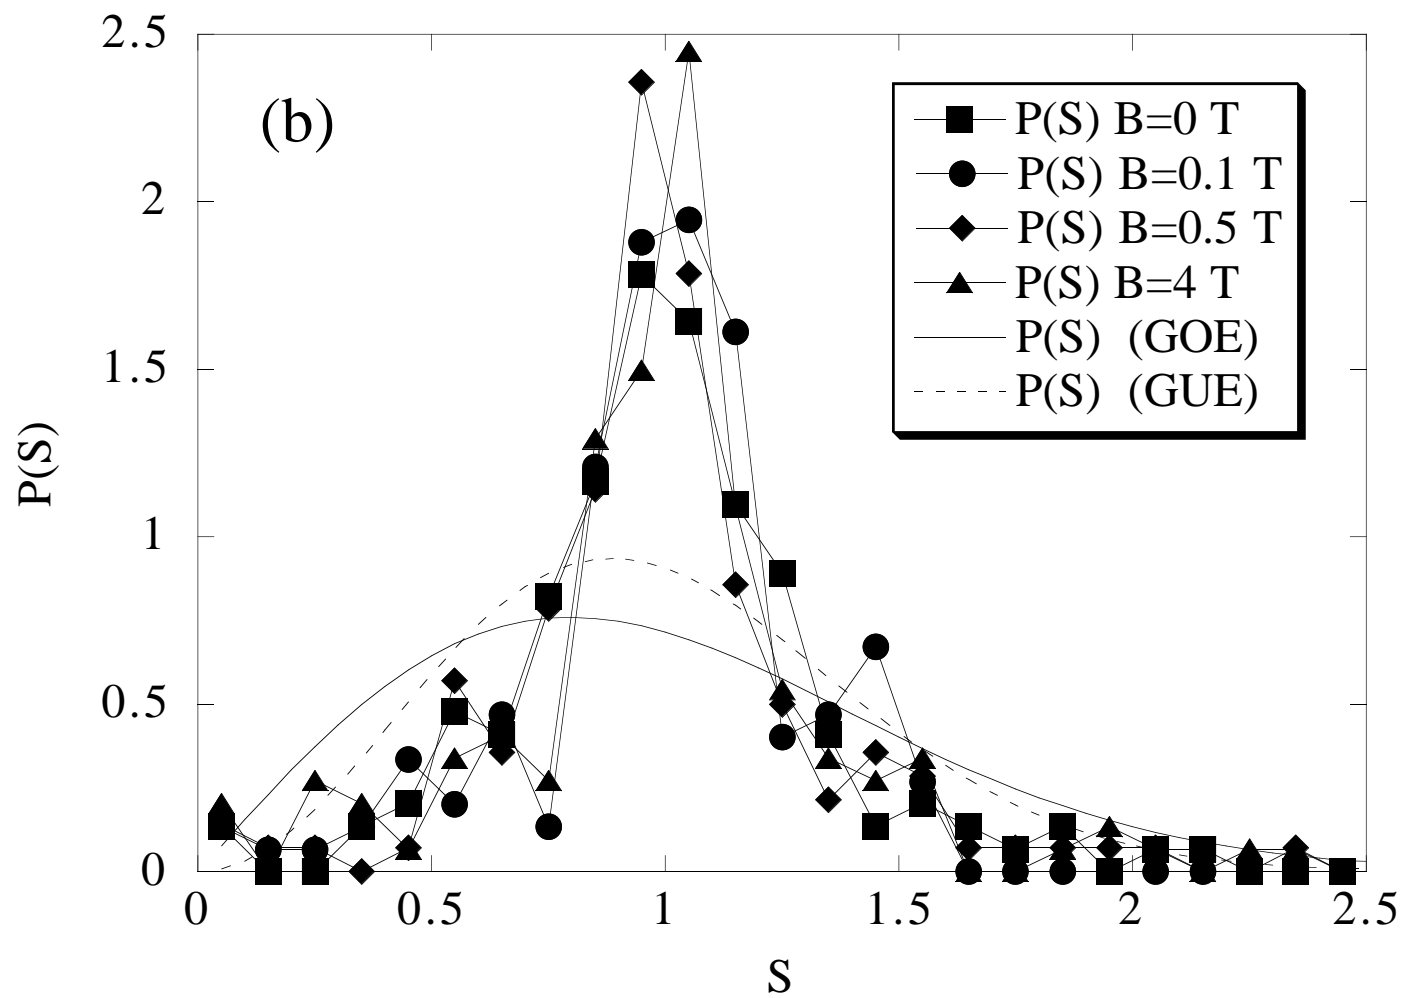 2.5
(b)
P(S) B=0 T
P(S) B=0.1 T
2
P(S) B=0.5 T
P(S) B=4 T
P(S) (GOE)
1.5
P(S) (GUE)
P(S)
1
0.5
0
0 0.5 1 1.5 2 2.5
S